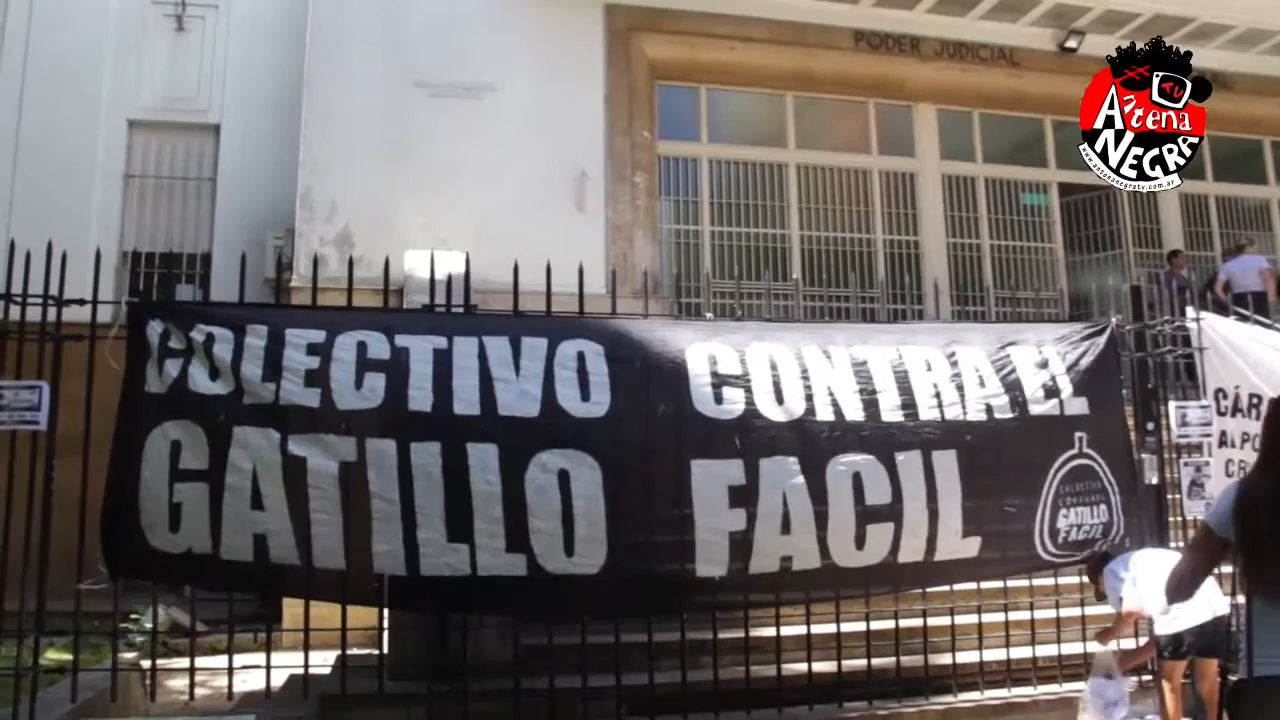 PODER JUDICIAL
TV
Antena
NEGRA
www.antenanegratv.com.ar
COLECTIVO CONTRA EL
GATILLO FACIL
COLECTIVO
CONTRA EL
GATILLO
FACIL